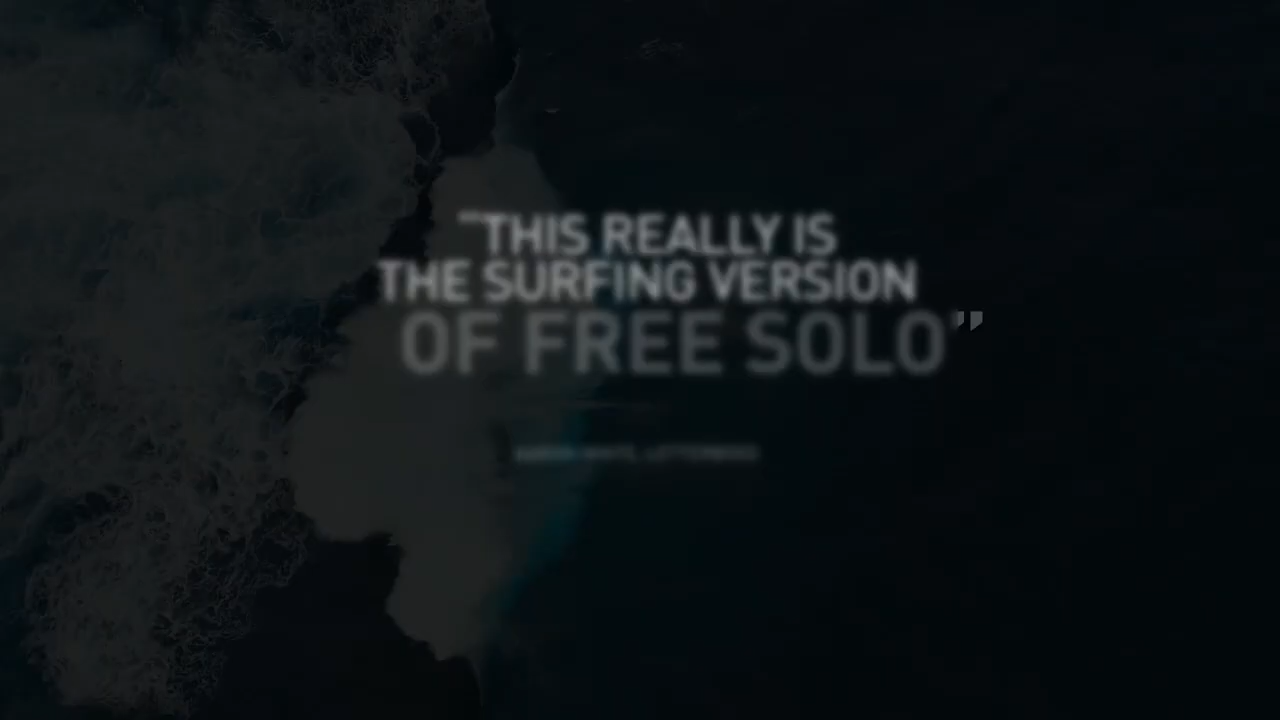 "THIS REALLY IS
THE SURFING VERSION
OF FREE SOLO"